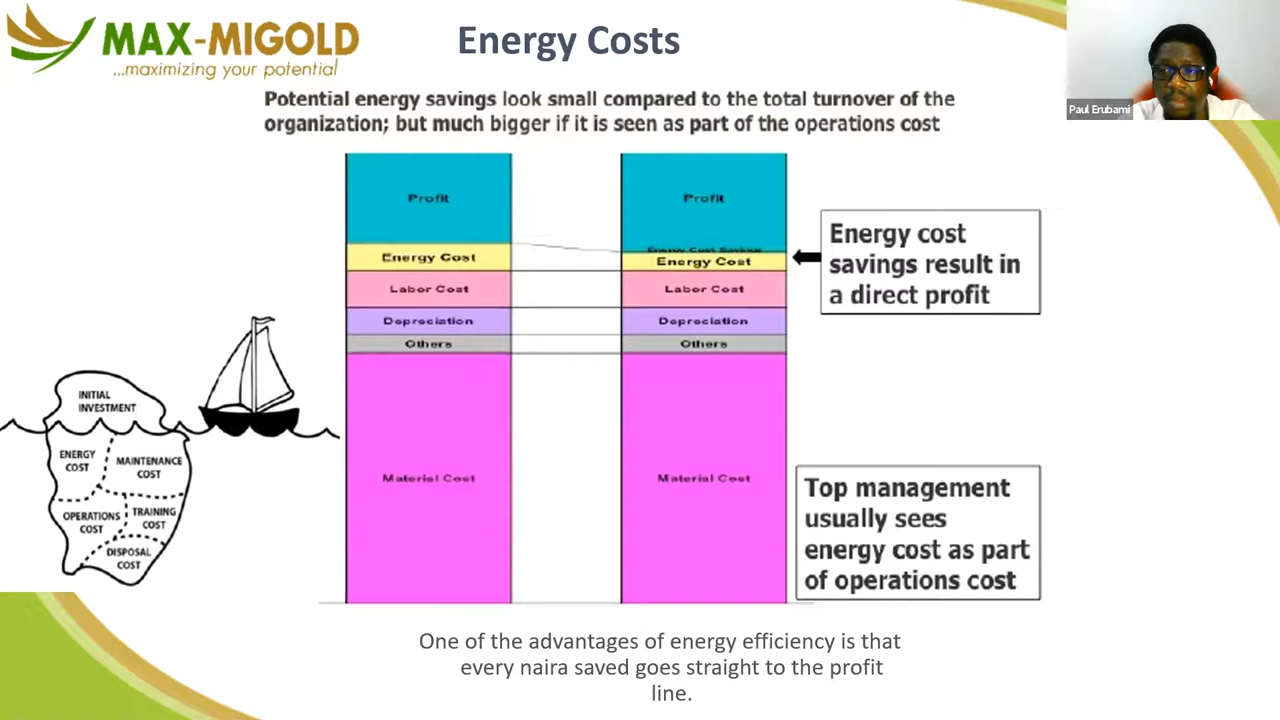 MAX-MIGOLD
...maximizing your potential
Energy Costs
Paul Erubami
Potential energy savings look small compared to the total turnover of the
organization; but much bigger if it is seen as part of the operations cost
Profit
Energy Cost
Labor Cost
Depreciation
Others
Material Cost
Profit
Energy Cost Savings
Energy Cost
Labor Cost
Depreciation
Others
Material Cost
Energy cost
savings result in
a direct profit
Top management
usually sees
energy cost as part
of operations cost
INITIAL
INVESTMENT
ENERGY
COST
MAINTENANCE
COST
OPERATIONS
COST
TRAINING
COST
DISPOSAL
COST
One of the advantages of energy efficiency is that
every naira saved goes straight to the profit
line.